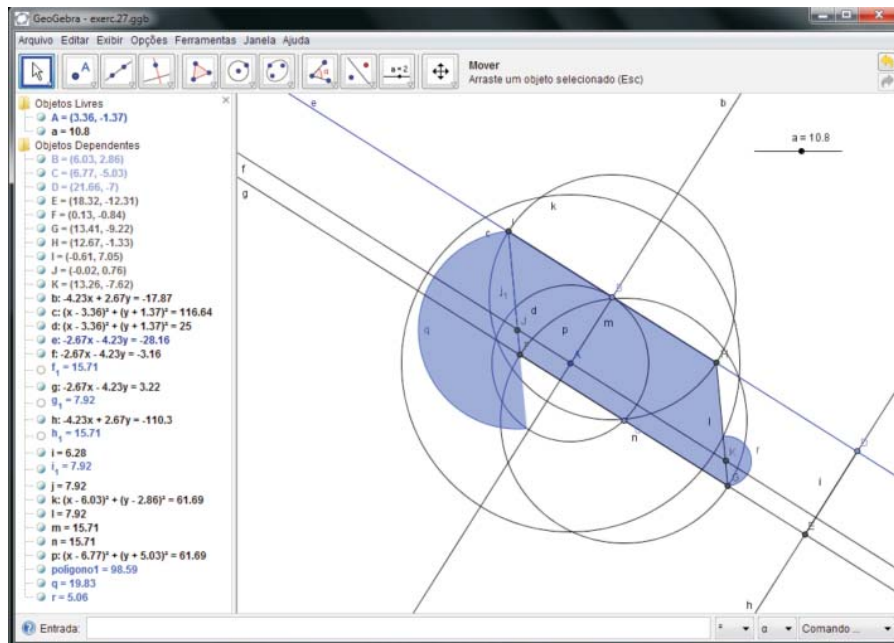 GeoGebra - exerc.27.ggb
Arquivo Editar Exibir Opções Ferramentas Janela Ajuda
A
a=2
Mover
Arraste um objeto selecionado (Esc)
Objetos Livres
A = (3.36, -1.37)
a = 10.8
Objetos Dependentes
B = (6.03, 2.86)
C = (6.77, -5.03)
D = (21.66, -7)
E = (18.32, -12.31)
F = (0.13, -0.84)
G = (13.41, -9.22)
H = (12.67, -1.33)
I = (-0.61, 7.05)
J = (-0.02, 0.76)
K = (13.26, -7.62)
b: -4.23x + 2.67y = -17.87
c: (x - 3.36)² + (y + 1.37)² = 116.64
d: (x - 3.36)² + (y + 1.37)² = 25
e: -2.67x - 4.23y = -28.16
f: -2.67x - 4.23y = -3.16
f₁ = 15.71
g: -2.67x - 4.23y = 3.22
g₁ = 7.92
h: -4.23x + 2.67y = -110.3
h₁ = 15.71
i = 6.28
i₁ = 7.92
j = 7.92
k: (x - 6.03)² + (y - 2.86)² = 61.69
l = 7.92
m = 15.71
n = 15.71
p: (x - 6.77)² + (y + 5.03)² = 61.69
poligono1 = 98.59
q = 19.83
r = 5.06
e
b
a = 10.8
f
g
k
c
j₁
d
B
m
q
J
p
A
l
n
K
r
D
i
E
h
Entrada:
²
α
Comando ...